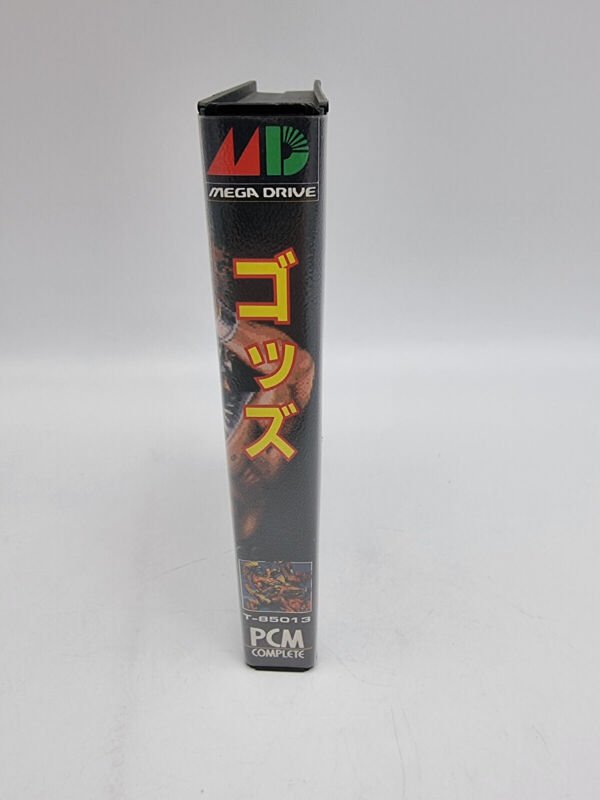 MD
MEGA DRIVE
ゴッズ
T-85013
PCM
COMPLETE